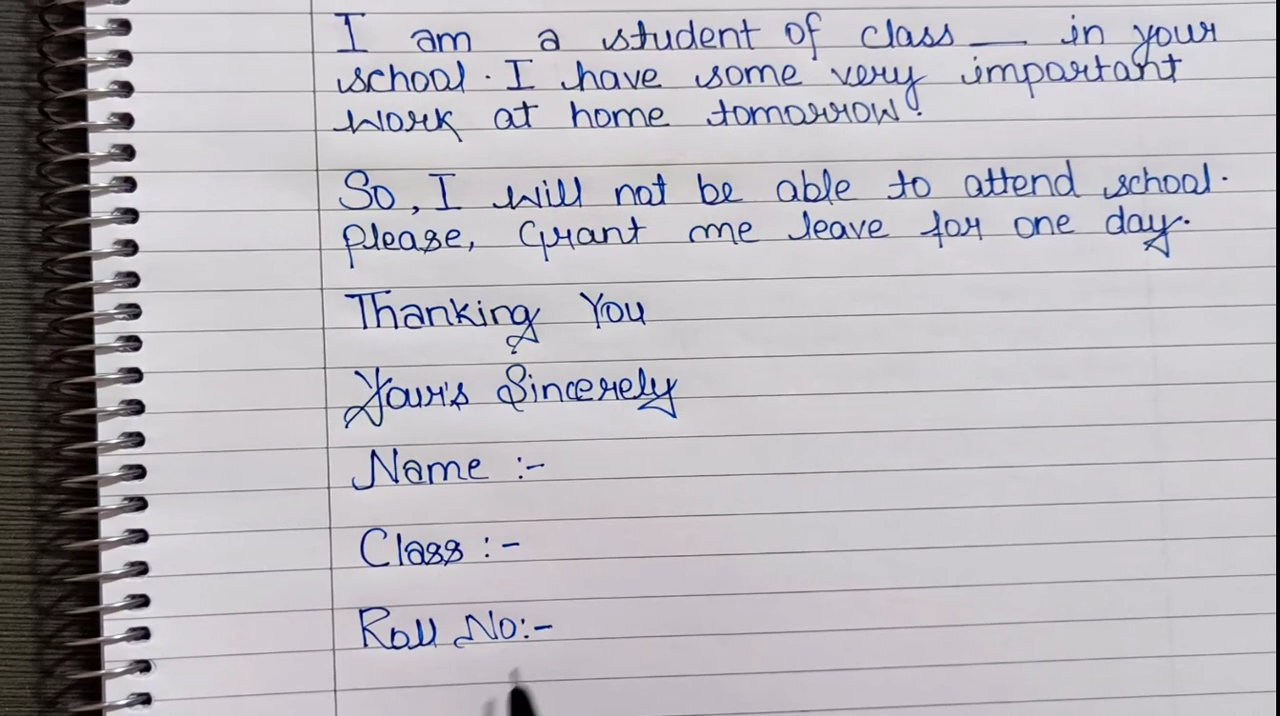 I am a student of class __ in your
school. I have some very important
work at home tomorrow.
So, I will not be able to attend school.
please, Grant me leave for one day.
Thanking You
Your's Sincerely
Name :-
Class :-
Roll No:-